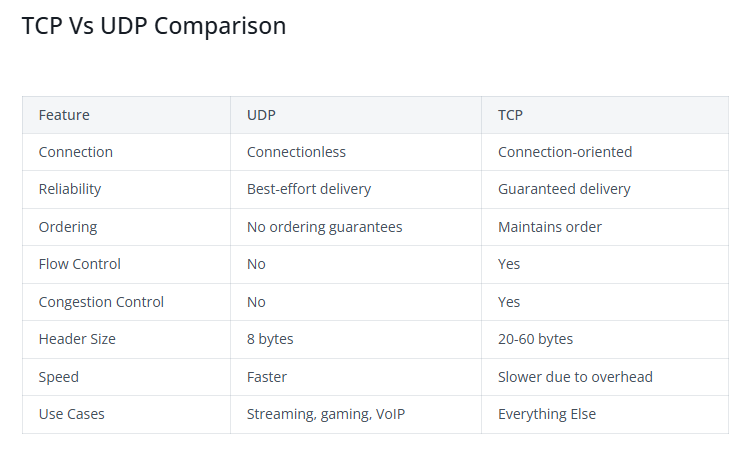 TCP Vs UDP Comparison
Feature UDP TCP
Connection Connectionless Connection-oriented
Reliability Best-effort delivery Guaranteed delivery
Ordering No ordering guarantees Maintains order
Flow Control No Yes
Congestion Control No Yes
Header Size 8 bytes 20-60 bytes
Speed Faster Slower due to overhead
Use Cases Streaming, gaming, VoIP Everything Else